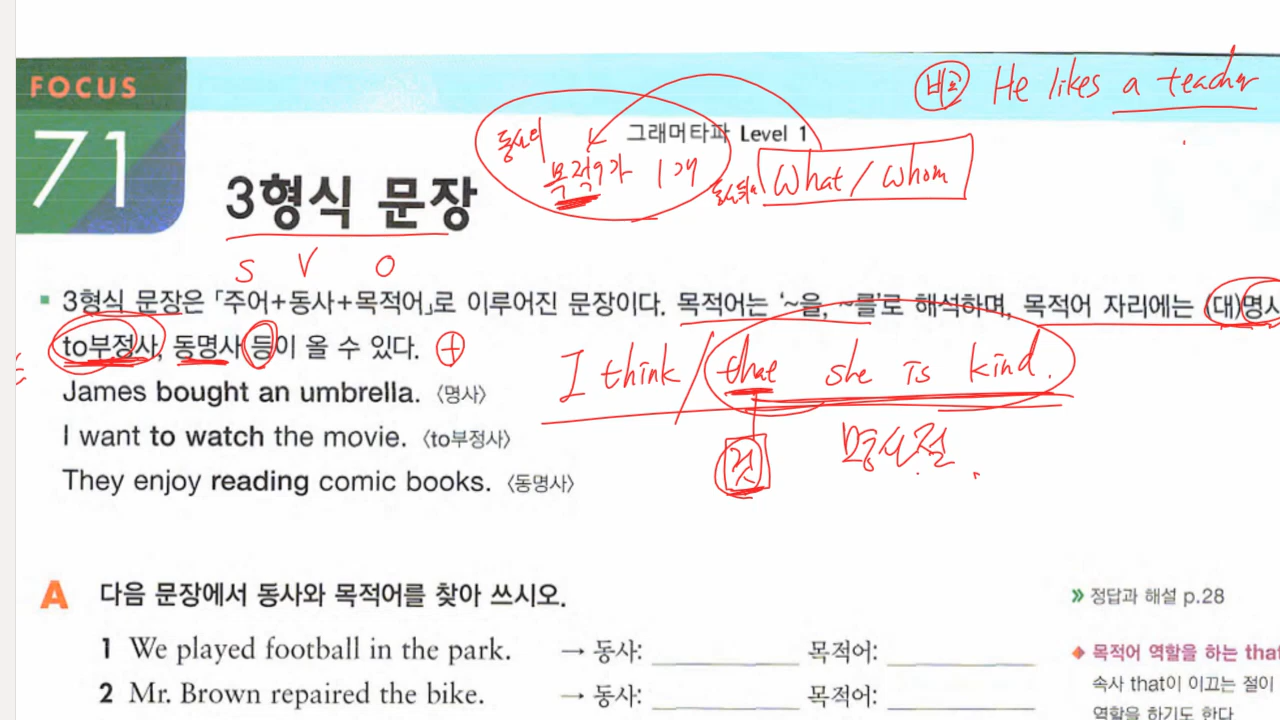 FOCUS
71
그래머타파 Level 1
3형식 문장
동사의
목적어가 1개
What / whom
비교 He likes a teacher
S V O
3형식 문장은 「주어+동사+목적어」로 이루어진 문장이다. 목적어는 '~을, ~를'로 해석하며, 목적어 자리에는 (대)명사
to부정사, 동명사 등이 올 수 있다. +
I think / that she is kind.
것 명사절
James bought an umbrella. 〈명사〉
I want to watch the movie. 〈to부정사〉
They enjoy reading comic books. 〈동명사〉
A 다음 문장에서 동사와 목적어를 찾아 쓰시오.
1 We played football in the park. → 동사: 목적어:
2 Mr. Brown repaired the bike. → 동사: 목적어:
» 정답과 해설 p.28
목적어 역할을 하는 that
속사 that이 이끄는 절이
역할을 하기도 한다